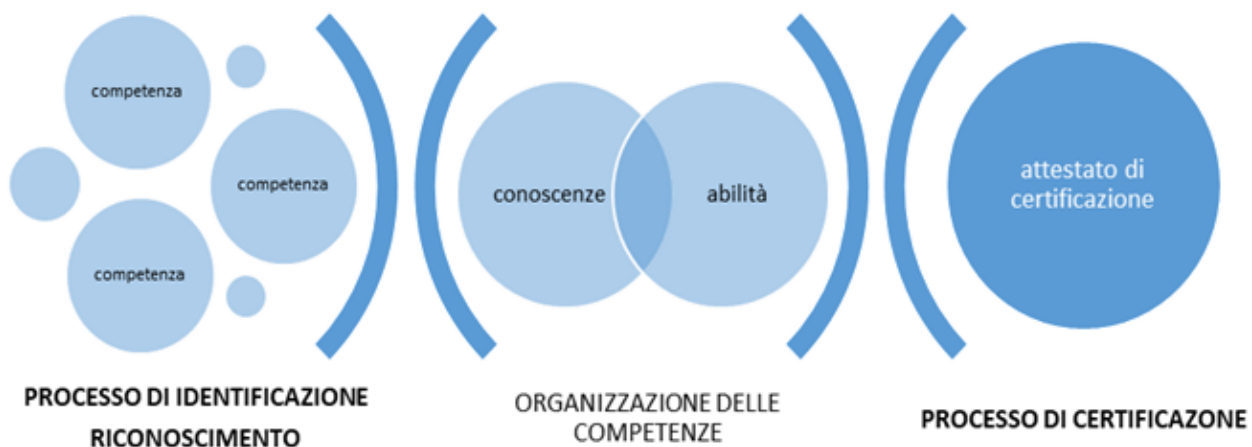 competenza
competenza
competenza
conoscenze
abilità
attestato di
certificazione
PROCESSO DI IDENTIFICAZIONE
RICONOSCIMENTO
ORGANIZZAZIONE DELLE
COMPETENZE
PROCESSO DI CERTIFICAZONE